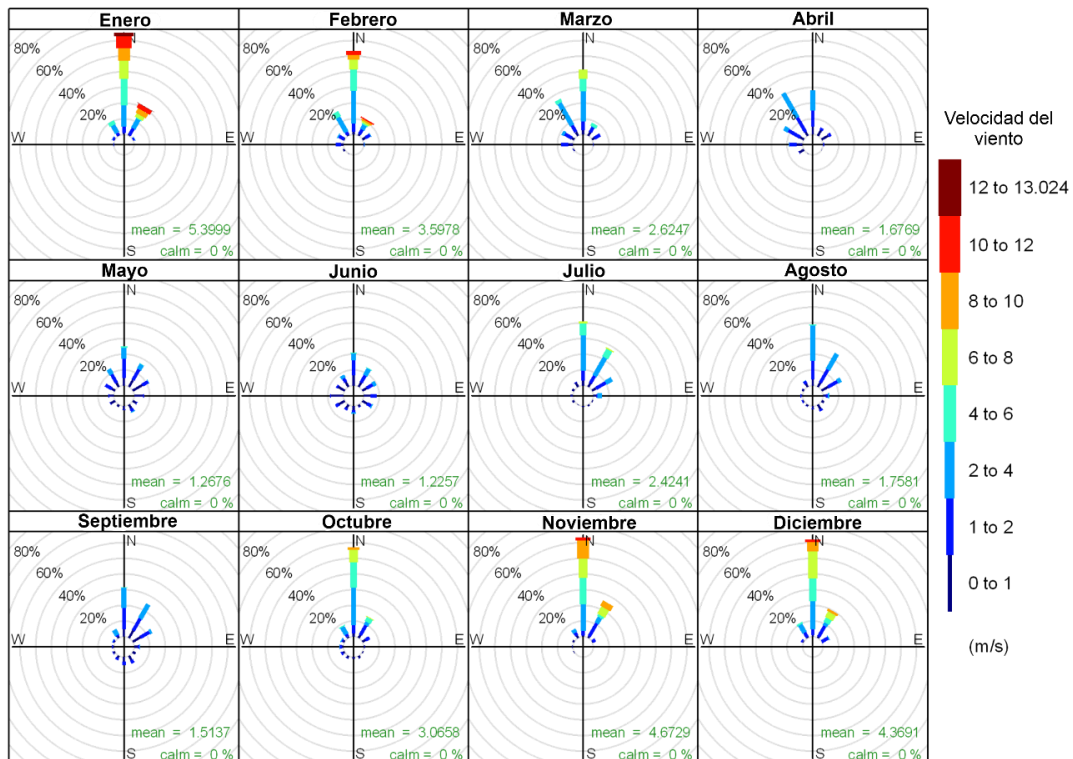 Enero
80%
60%
40%
20%
N
W
E
S
mean = 5.3999
calm = 0 %
Febrero
80%
60%
40%
20%
N
W
E
S
mean = 3.5978
calm = 0 %
Marzo
80%
60%
40%
20%
N
W
E
S
mean = 2.6247
calm = 0 %
Abril
80%
60%
40%
20%
N
W
E
S
mean = 1.6769
calm = 0 %
Mayo
80%
60%
40%
20%
N
W
E
S
mean = 1.2676
calm = 0 %
Junio
80%
60%
40%
20%
N
W
E
S
mean = 1.2257
calm = 0 %
Julio
80%
60%
40%
20%
N
W
E
S
mean = 2.4241
calm = 0 %
Agosto
80%
60%
40%
20%
N
W
E
S
mean = 1.7581
calm = 0 %
Septiembre
80%
60%
40%
20%
N
W
E
S
mean = 1.5137
calm = 0 %
Octubre
80%
60%
40%
20%
N
W
E
S
mean = 3.0658
calm = 0 %
Noviembre
80%
60%
40%
20%
N
W
E
S
mean = 4.6729
calm = 0 %
Diciembre
80%
60%
40%
20%
N
W
E
S
mean = 4.3691
calm = 0 %
Velocidad del
viento
12 to 13.024
10 to 12
8 to 10
6 to 8
4 to 6
2 to 4
1 to 2
0 to 1
(m/s)